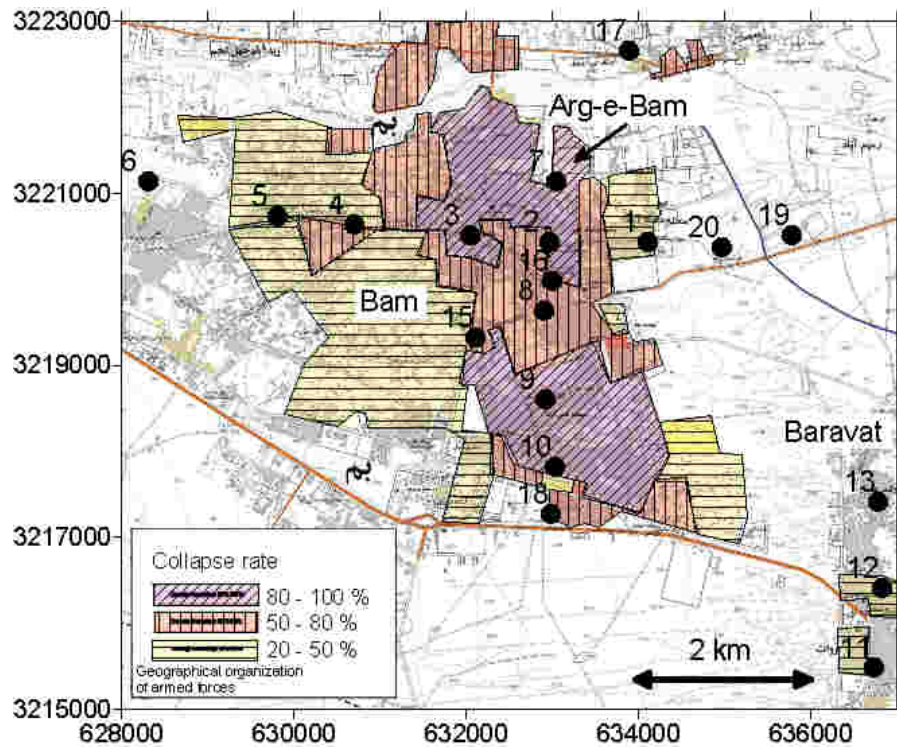 3223000
17
Arg-e-Bam
6
7
3221000
5
4
3
2
1
20
19
16
8
Bam
15
3219000
9
Baravat
10
13
18
3217000
12
Collapse rate
80 - 100 %
50 - 80 %
20 - 50 %
Geographical organization
of armed forces
2 km
11
3215000
628000 630000 632000 634000 636000